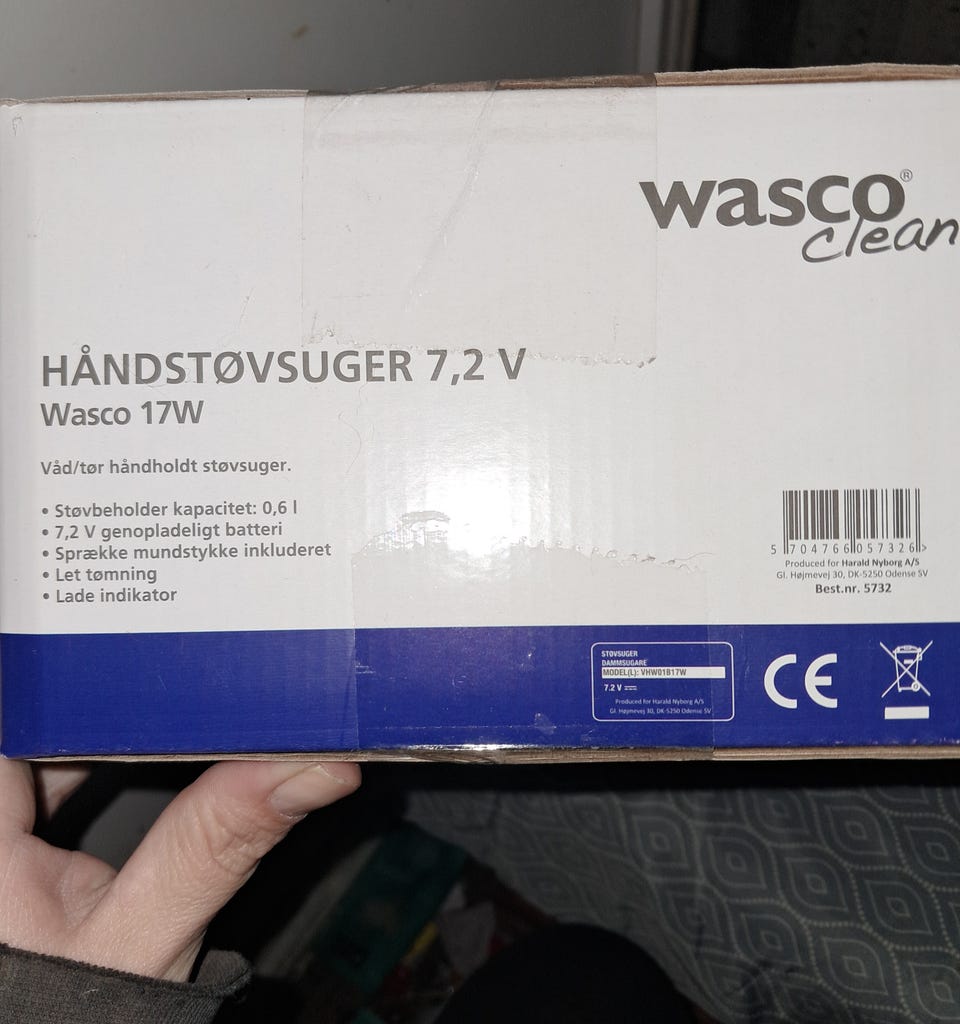 wasco®
clean
HÅNDSTØVSUGER 7,2 V
Wasco 17W
Våd/tør håndholdt støvsuger.
• Støvbeholder kapacitet: 0,6 l
• 7,2 V genopladeligt batteri
• Sprække mundstykke inkluderet
• Let tømning
• Lade indikator
5 704766 057326 >
Produced for Harald Nyborg A/S
Gl. Højmevej 30, DK-5250 Odense SV
Best.nr. 5732
STØVSUGER
DAMMSUGARE
MODEL(L): VHW01B17W
7.2 V
Produced for Harald Nyborg A/S
Gl. Højmevej 30, DK-5250 Odense SV
CE